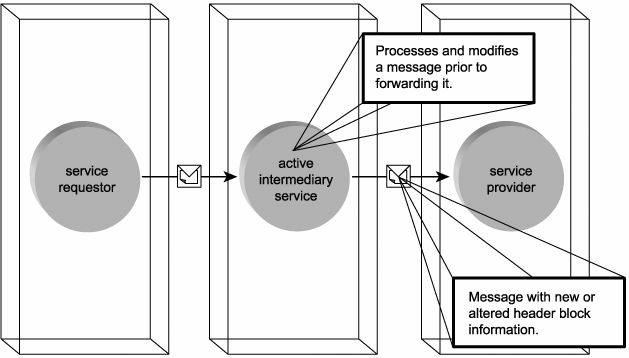 Processes and modifies
a message prior to
forwarding it.
service
requestor
active
intermediary
service
service
provider
Message with new or
altered header block
information.